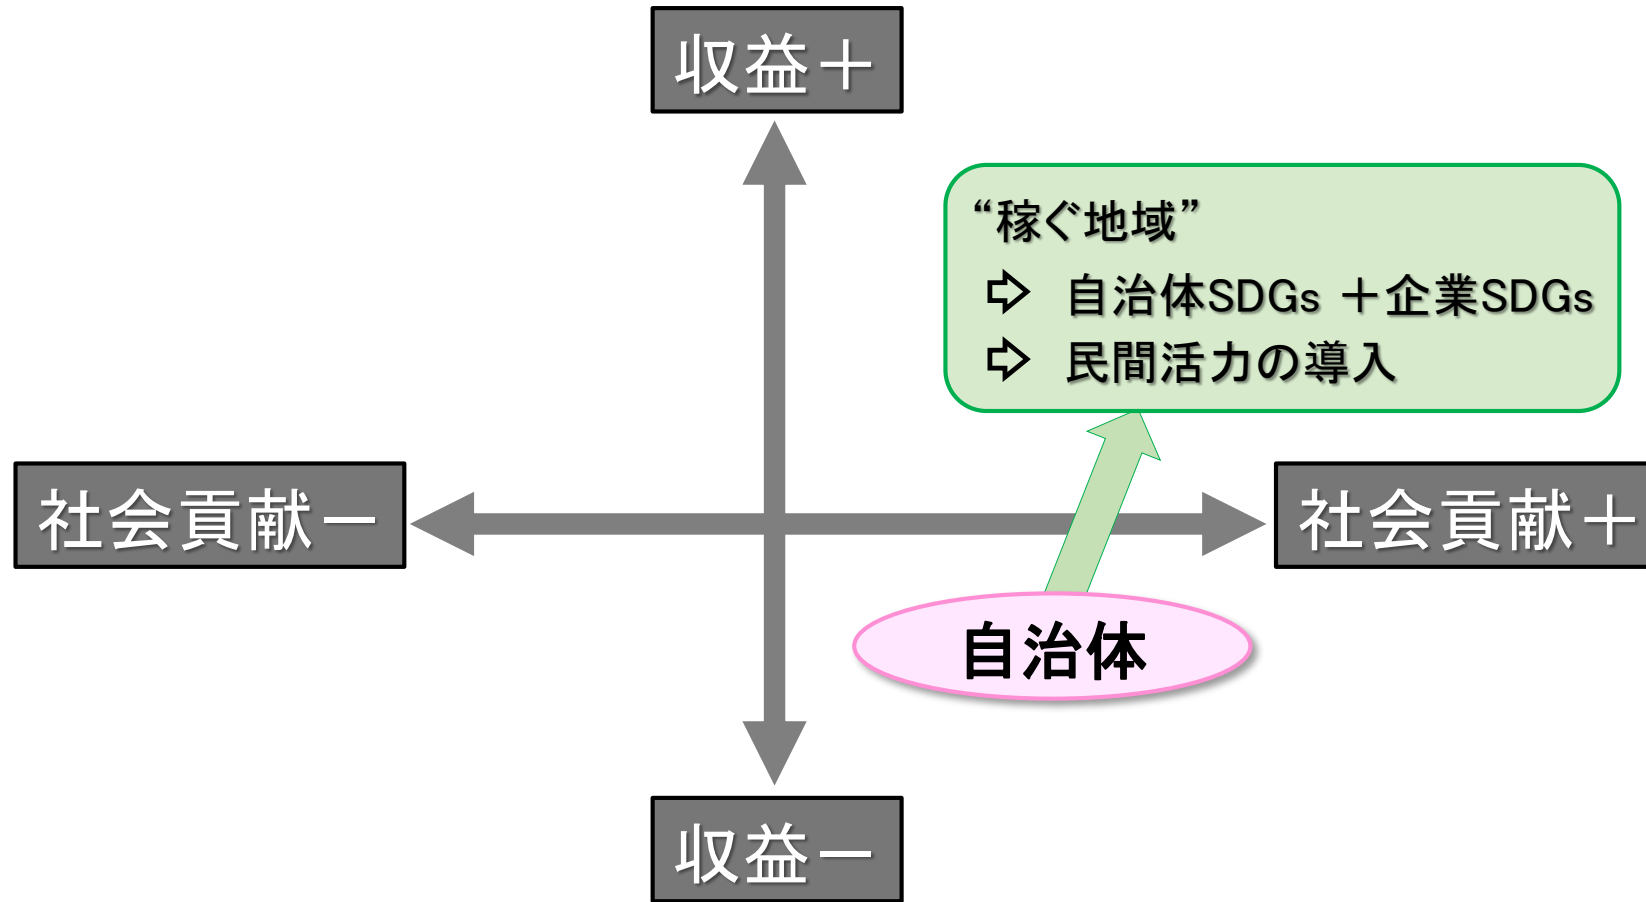 収益＋
“稼ぐ地域”
⇨ 自治体SDGs ＋企業SDGs
⇨ 民間活力の導入
社会貢献－
社会貢献＋
自治体
収益－